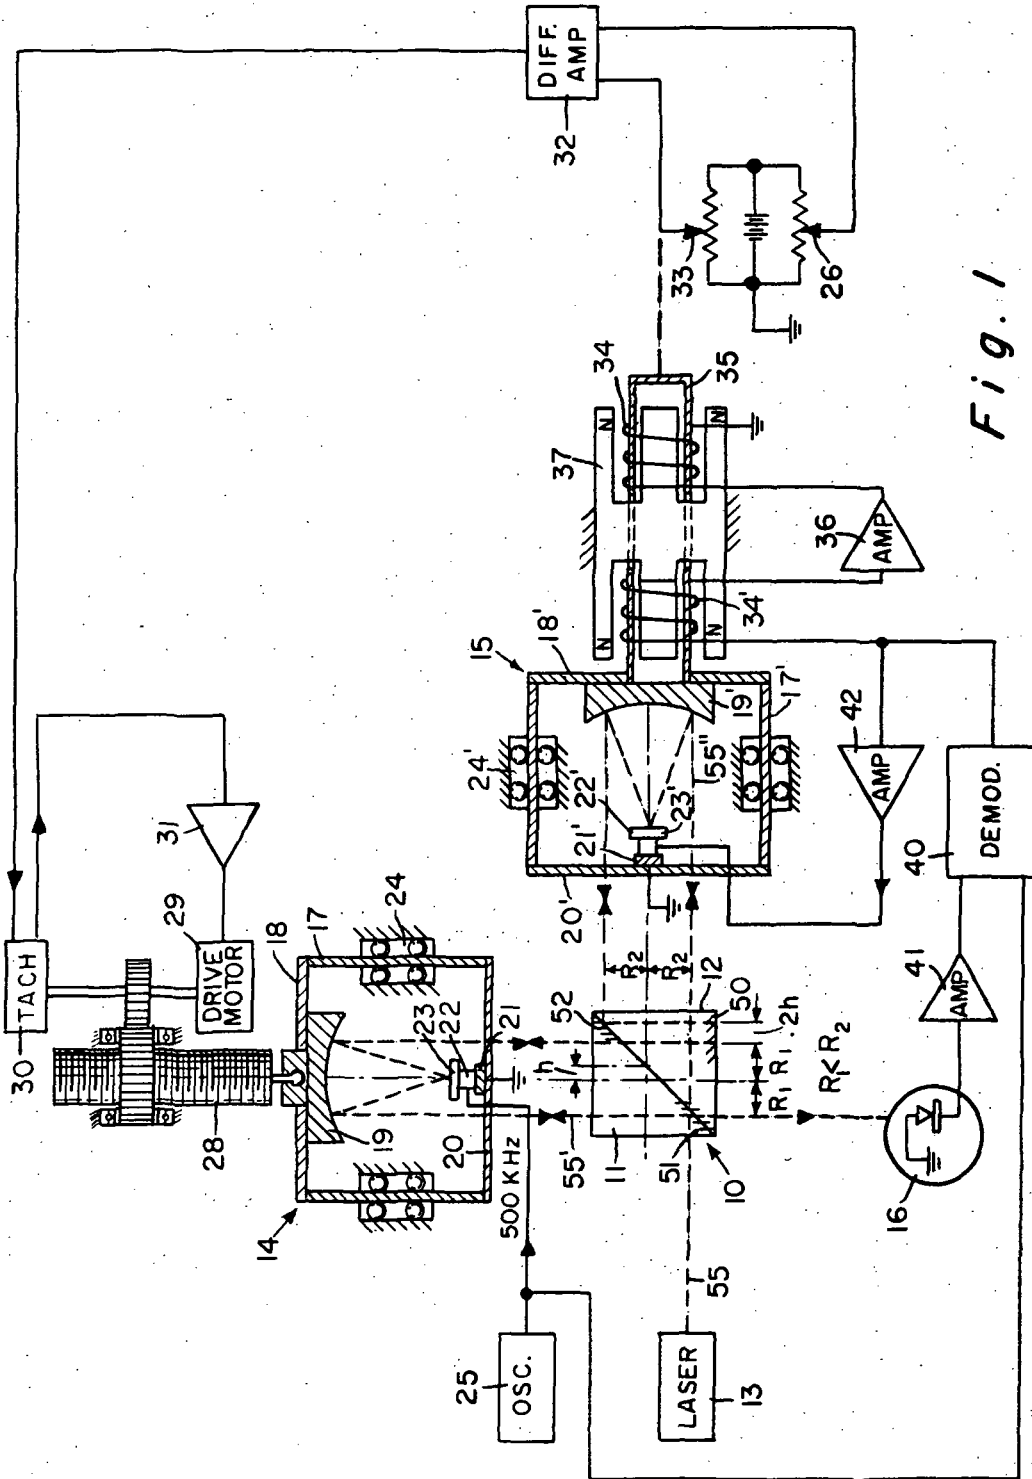 DIFF.
AMP
32
33
26
TACH
30
31
29
DRIVE
MOTOR
28
18
17
24
23
22
21
19
20
14
500 KHz
25
OSC.
LASER
13
55
55'
h
52
12
50
2h
R1
R1
R1<R2
11
51
10
R2
R2
16
41
AMP
40
DEMOD.
42
AMP
36
AMP
15
18'
19'
17'
24'
22'
23'
21'
20'
55"
34
34'
35
37
N
N
N
N
Fig. 1